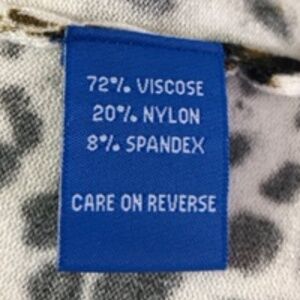 72% VISCOSE
20% NYLON
8% SPANDEX
CARE ON REVERSE